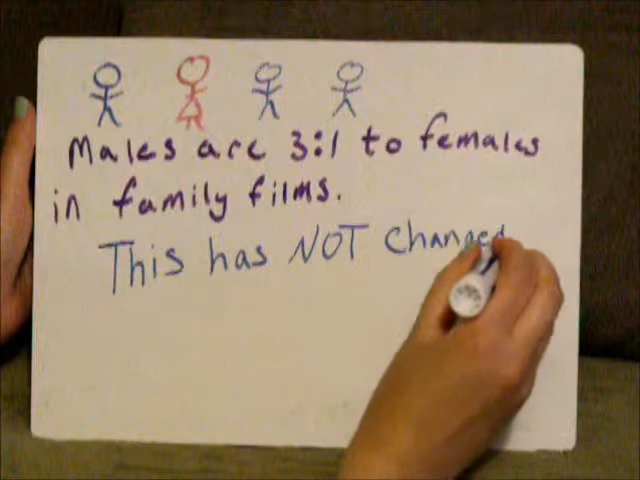 Males are 3:1 to females
in family films.
This has NOT changed